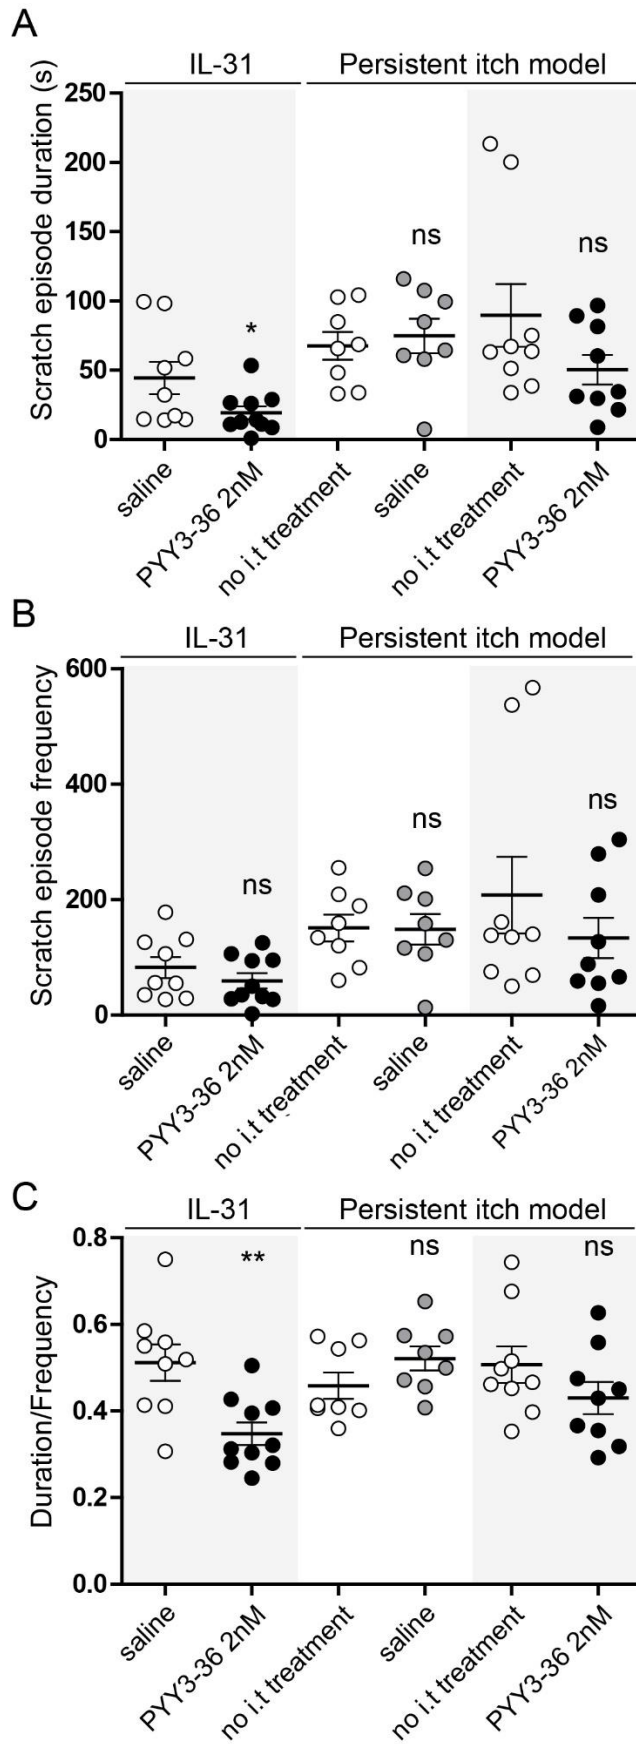 A
IL-31
Persistent itch model
Scratch episode duration (s)
250
200
150
100
50
0
*
ns
ns
saline
PYY3-36 2nM
no i.t treatment
saline
no i.t treatment
PYY3-36 2nM
B
IL-31
Persistent itch model
Scratch episode frequency
600
400
200
0
ns
ns
ns
saline
PYY3-36 2nM
no i.t treatment
saline
no i.t treatment
PYY3-36 2nM
C
IL-31
Persistent itch model
Duration/Frequency
0.8
0.6
0.4
0.2
0.0
**
ns
ns
saline
PYY3-36 2nM
no i.t treatment
saline
no i.t treatment
PYY3-36 2nM